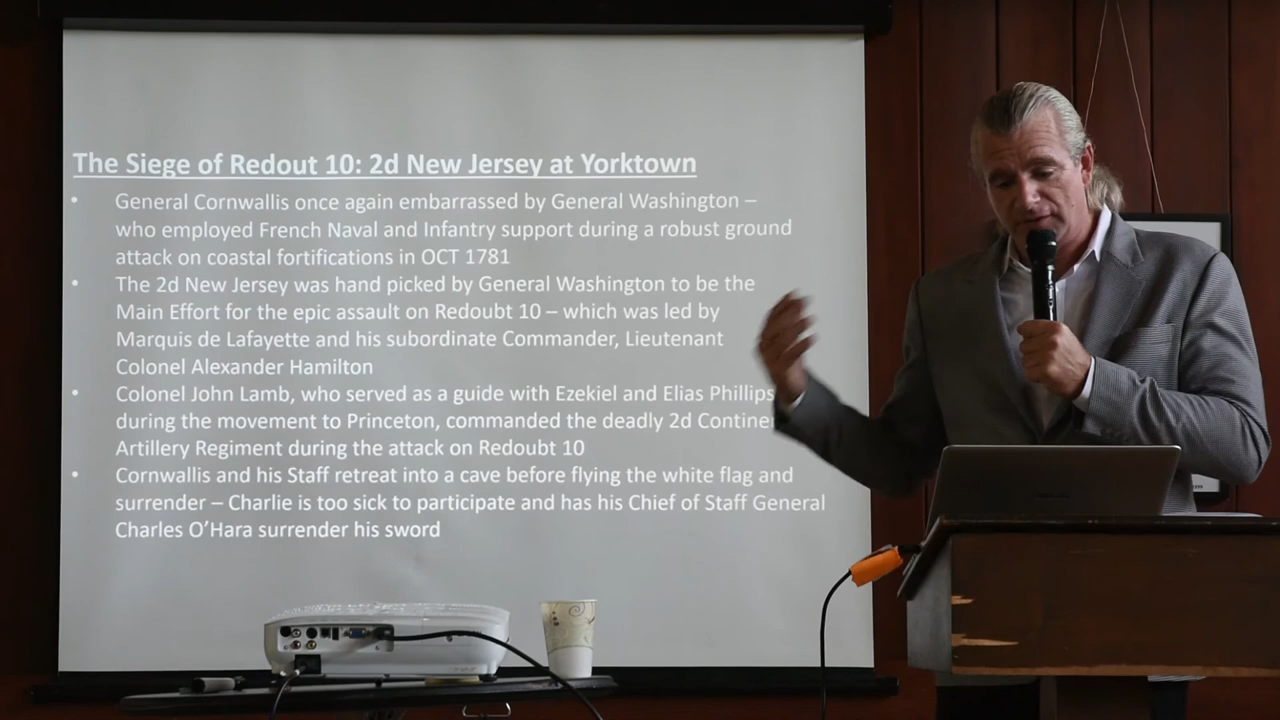 The Siege of Redout 10: 2d New Jersey at Yorktown
• General Cornwallis once again embarrassed by General Washington –
who employed French Naval and Infantry support during a robust ground
attack on coastal fortifications in OCT 1781
• The 2d New Jersey was hand picked by General Washington to be the
Main Effort for the epic assault on Redoubt 10 – which was led by
Marquis de Lafayette and his subordinate Commander, Lieutenant
Colonel Alexander Hamilton
• Colonel John Lamb, who served as a guide with Ezekiel and Elias Phillips
during the movement to Princeton, commanded the deadly 2d
Artillery Regiment during the attack on Redoubt 10
• Cornwallis and his Staff retreat into a cave before flying the white flag and
surrender – Charlie is too sick to participate and has his Chief of Staff General
Charles O’Hara surrender his sword